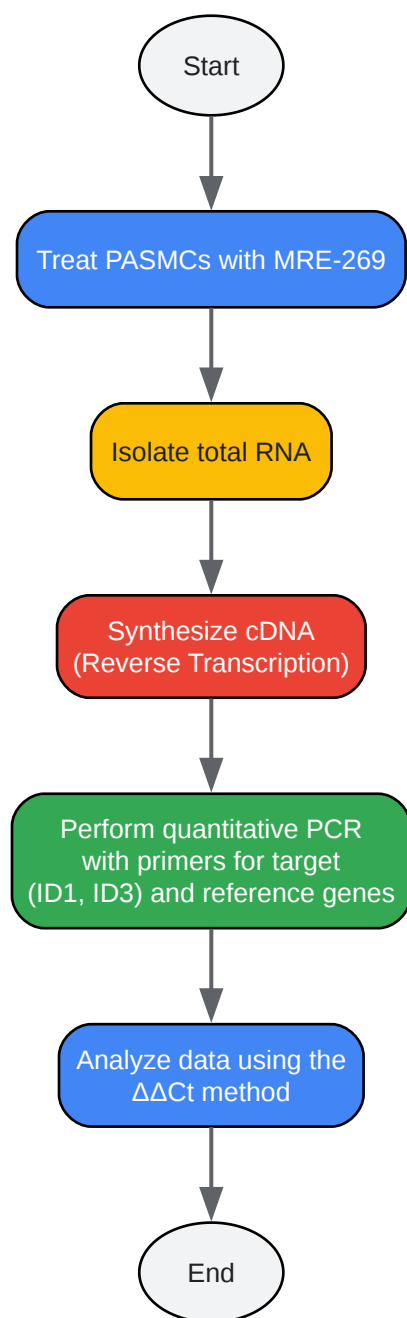 Start
Treat PASMCs with MRE-269
Isolate total RNA
Synthesize cDNA
(Reverse Transcription)
Perform quantitative PCR
with primers for target
(ID1, ID3) and reference genes
Analyze data using the
ΔΔCt method
End